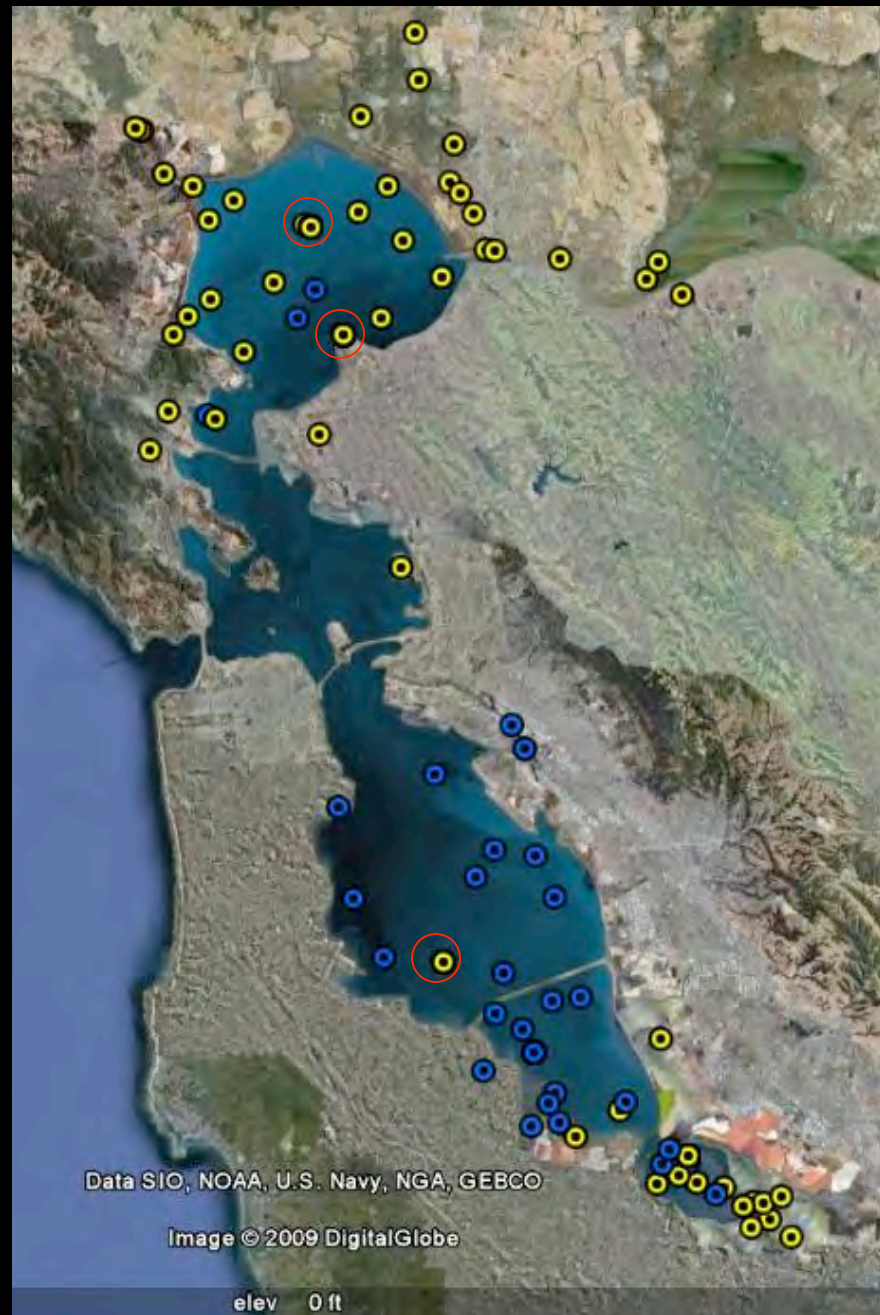 Data SIO, NOAA, U.S. Navy, NGA, GEBCO
Image © 2009 DigitalGlobe
elev 0 ft